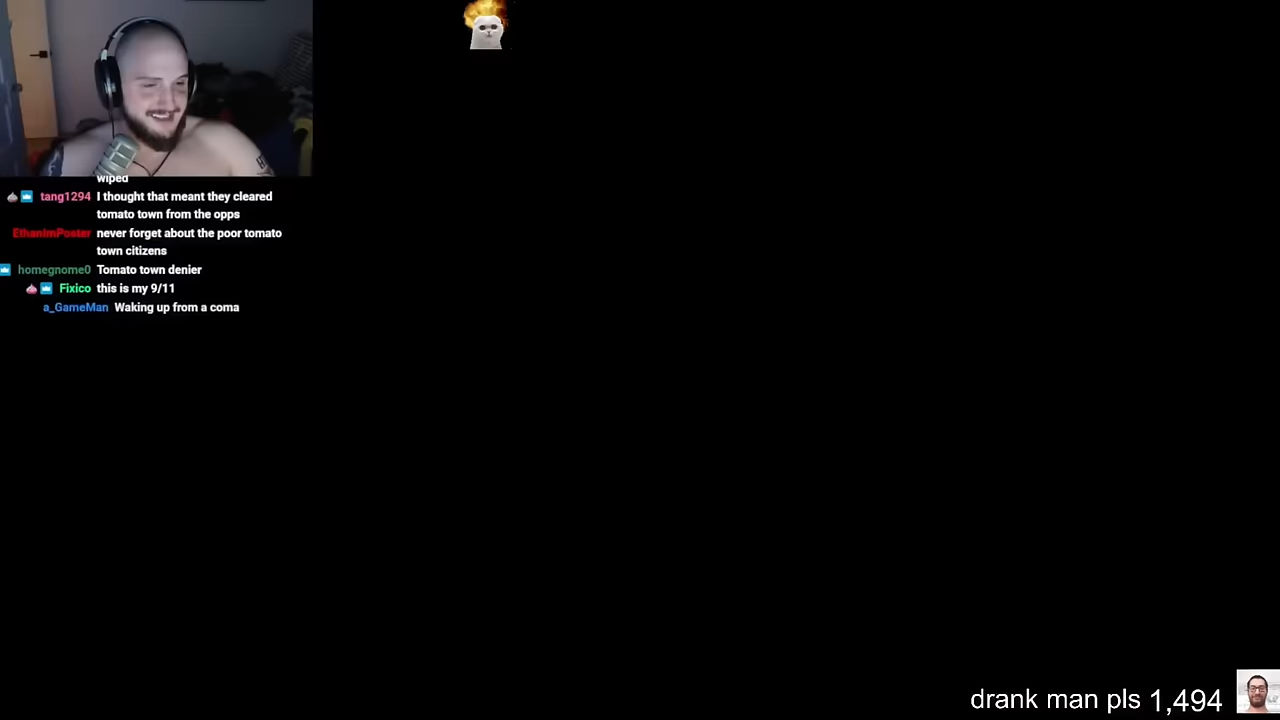 wiped
tang1294 I thought that meant they cleared
tomato town from the opps
EthanImPoster never forget about the poor tomato
town citizens
homegnome0 Tomato town denier
Fixico this is my 9/11
a_GameMan Waking up from a coma
drank man pls 1,494